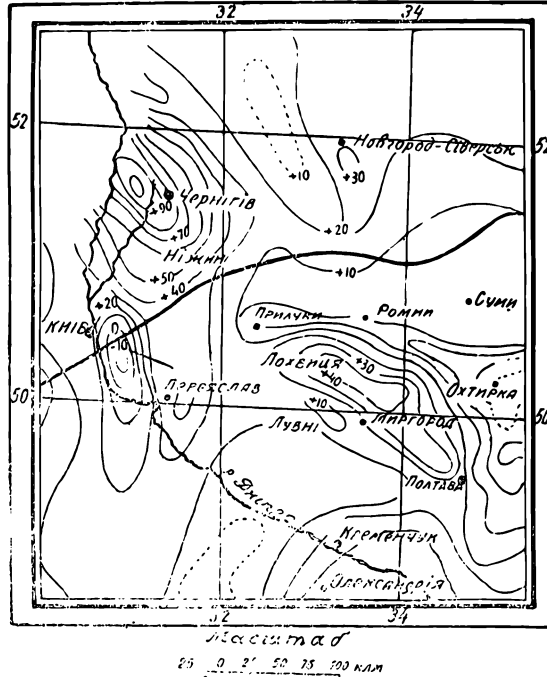 32 34
52 52
Новгород-Сіверськ
+10 +30
Чернігів
+90
+20
+70
Ніжин
+50 +10
+40
+20
Прилуки Ромни Суми
КИІВ 0
-10
Лохвиця +30
+40
Охтирка
Переяслав
50 50
+10
Миргород
Лубні
Полтава
р. Дніпро
Кременчук
Олександрія
32 34
Масштаб
25 0 25 50 75 100 клм